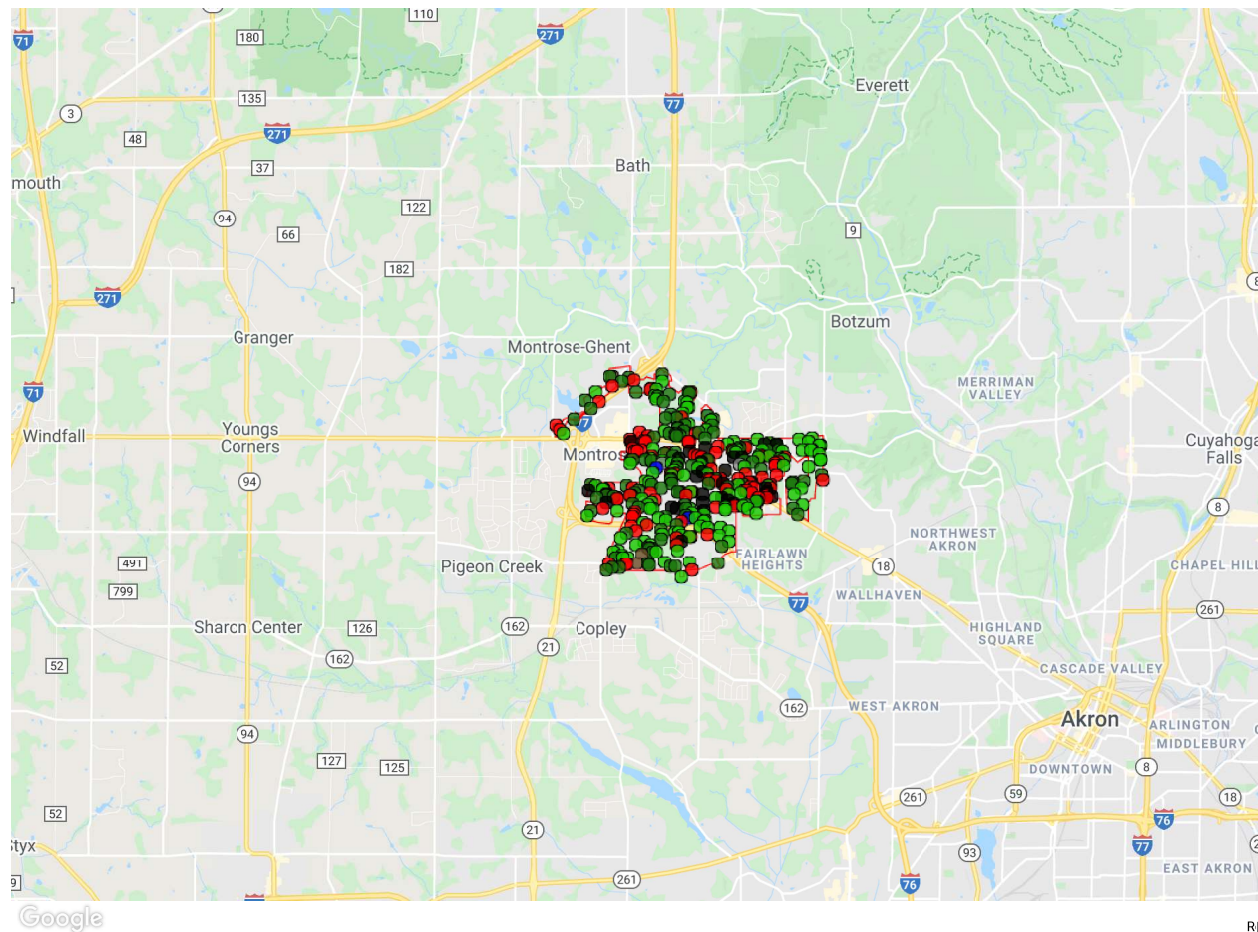 110
71
180
271
135
3
77
Everett
48
271
37
Bath
mouth
122
94
9
66
182
271
Botzum
Granger
Montrose-Ghent
MERRIMAN
VALLEY
71
Youngs
Corners
Windfall
Cuyahoga
Falls
Montros
94
8
NORTHWEST
AKRON
FAIRLAWN
HEIGHTS
491
Pigeon Creek
18
CHAPEL HILL
799
WALLHAVEN
77
261
Sharon Center
126
162
Copley
HIGHLAND
SQUARE
21
162
52
CASCADE VALLEY
162
WEST AKRON
Akron
ARLINGTON
94
MIDDLEBURY
127
125
DOWNTOWN
8
261
59
18
52
76
21
77
93
EAST AKRON
261
76
Google